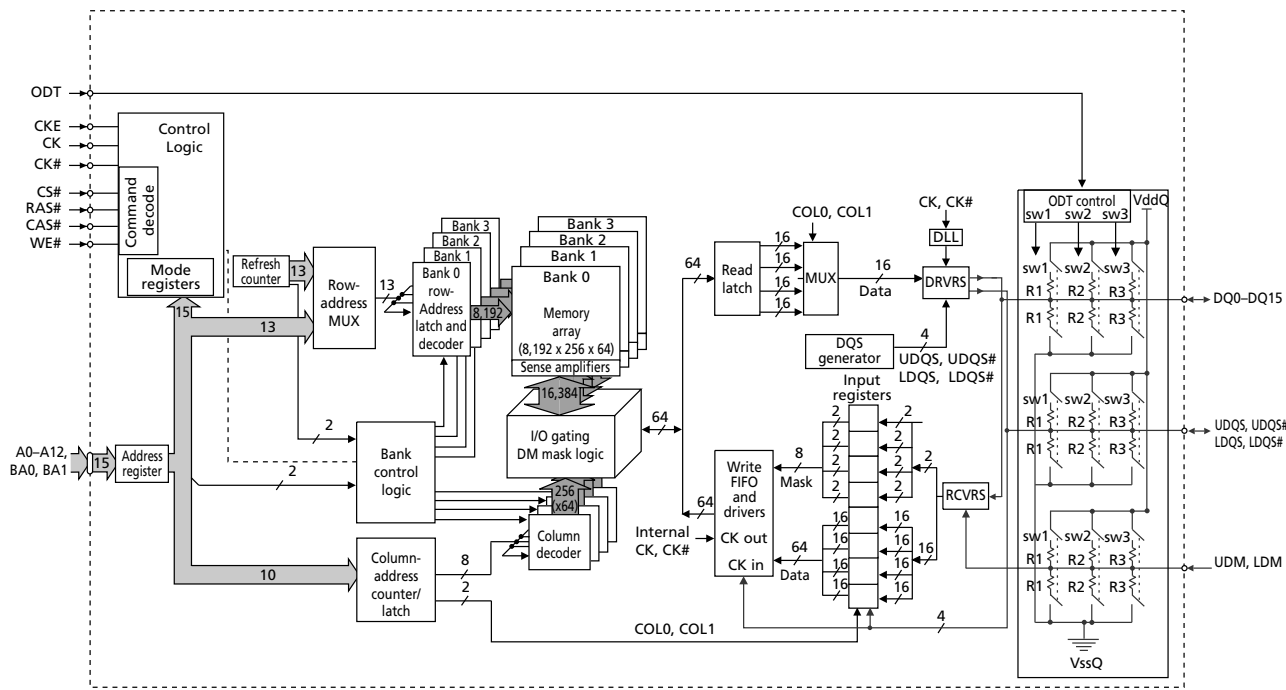 ODT
CKE
CK
CK#
CS#
RAS#
CAS#
WE#
Control
Logic
Command
decode
Mode
registers
15
A0–A12,
BA0, BA1
15
Address
register
Refresh
counter
13
13
10
2
2
Row-
address
MUX
13
Bank 3
Bank 2
Bank 1
Bank 0
row-
Address
latch and
decoder
8,192
Bank 3
Bank 2
Bank 1
Bank 0
Memory
array
(8,192 x 256 x 64)
Sense amplifiers
16,384
I/O gating
DM mask logic
64
256
(x64)
Column
decoder
Bank
control
logic
Column-
address
counter/
latch
8
2
COL0, COL1
64
Read
latch
16
16
16
16
COL0, COL1
MUX
16
Data
CK, CK#
DLL
DRVRS
DQS
generator
4
UDQS, UDQS#
LDQS, LDQS#
Input
registers
2
2
2
2
2
2
2
2
2
8
Mask
Write
FIFO
and
drivers
CK out
CK in
64
Internal
CK, CK#
64
Data
16
16
16
16
16
16
16
16
16
RCVRS
4
ODT control
VddQ
sw1
sw2
sw3
sw1
sw2
sw3
R1
R2
R3
R1
R2
R3
sw1
sw2
sw3
R1
R2
R3
R1
R2
R3
sw1
sw2
sw3
R1
R2
R3
R1
R2
R3
VssQ
DQ0–DQ15
UDQS, UDQS#
LDQS, LDQS#
UDM, LDM